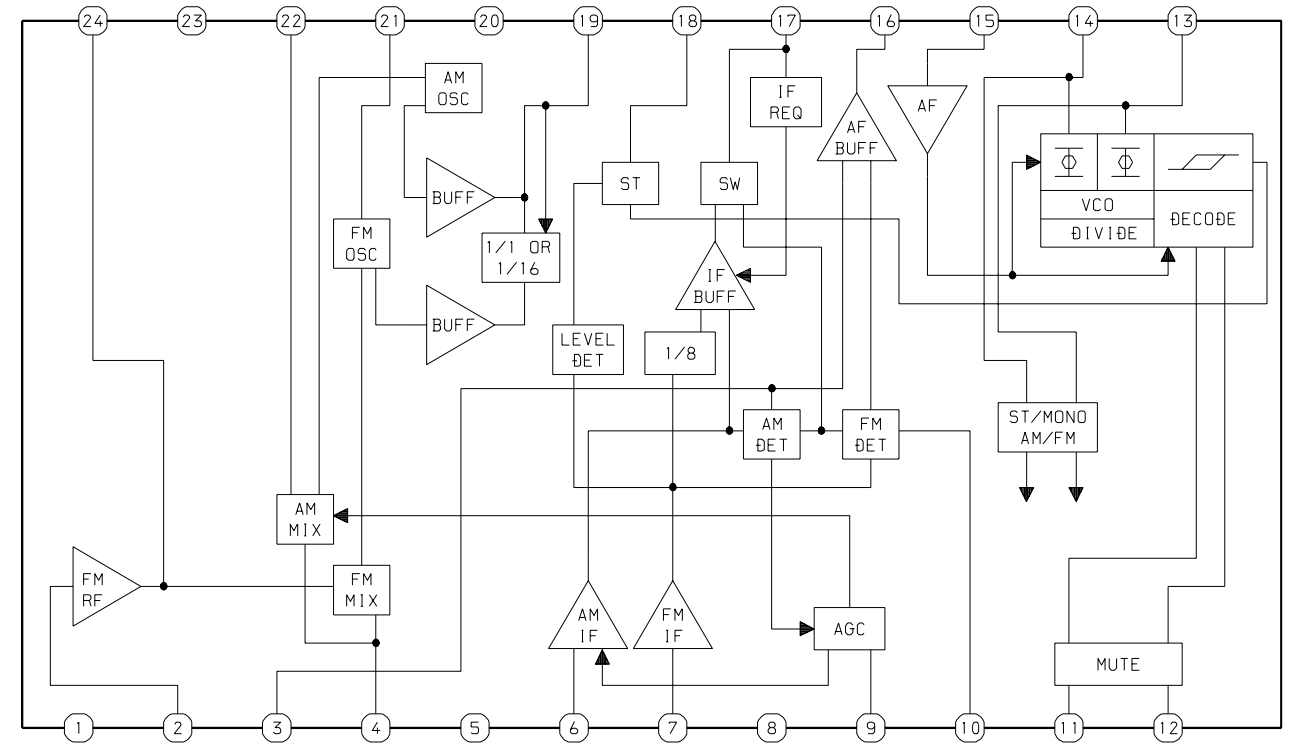 24 23 22 21 20 19 18 17 16 15 14 13
AM
OSC
IF
REQ
AF
BUFF
AF
BUFF
ST
SW
VCO
DIVIDE
DECODE
FM
OSC
1/1 OR
1/16
IF
BUFF
BUFF
LEVEL
DET
1/8
AM
DET
FM
DET
ST/MONO
AM/FM
AM
MIX
FM
RF
FM
MIX
AM
IF
FM
IF
AGC
MUTE
1 2 3 4 5 6 7 8 9 10 11 12